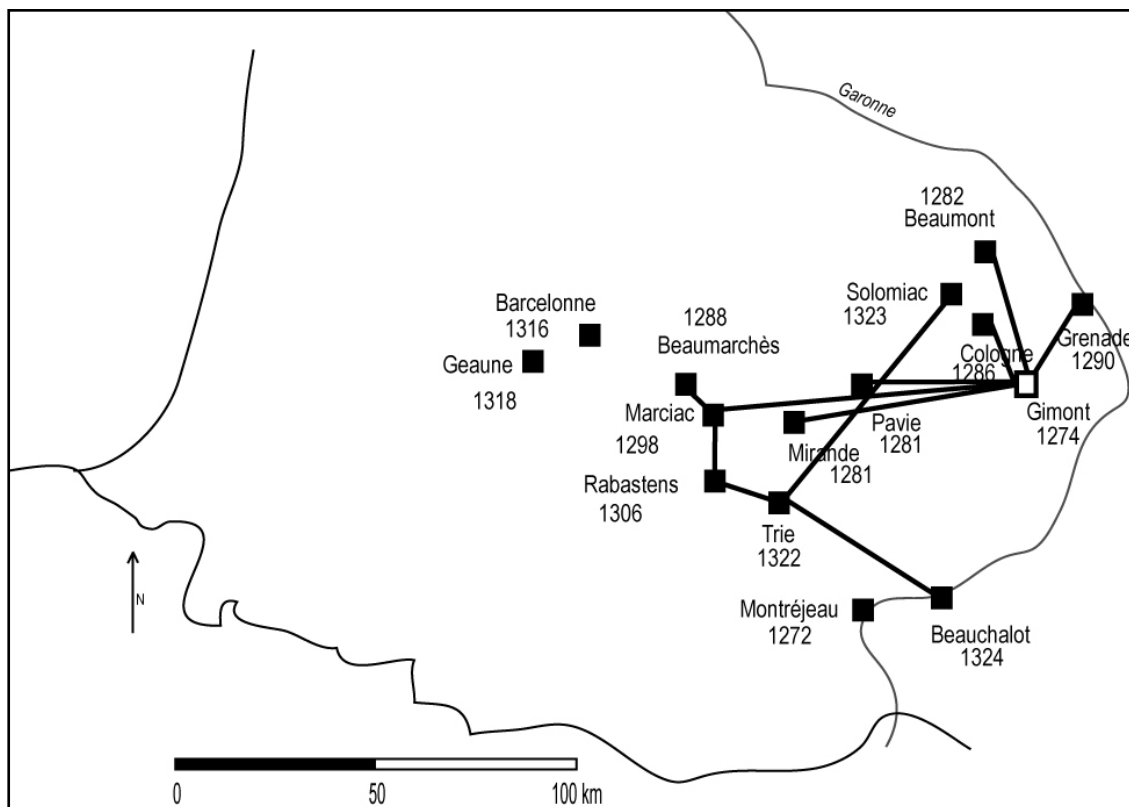 Garonne
1282
Beaumont
Solomiac
1323
Barcelonne
1316
1288
Beaumarchès
Grenade
1290
Cologne
1286
Geaune
1318
Gimont
1274
Marciac
1298
Pavie
1281
Mirande
1281
Rabastens
1306
Trie
1322
Montréjeau
1272
Beauchalot
1324
N
0 50 100 km